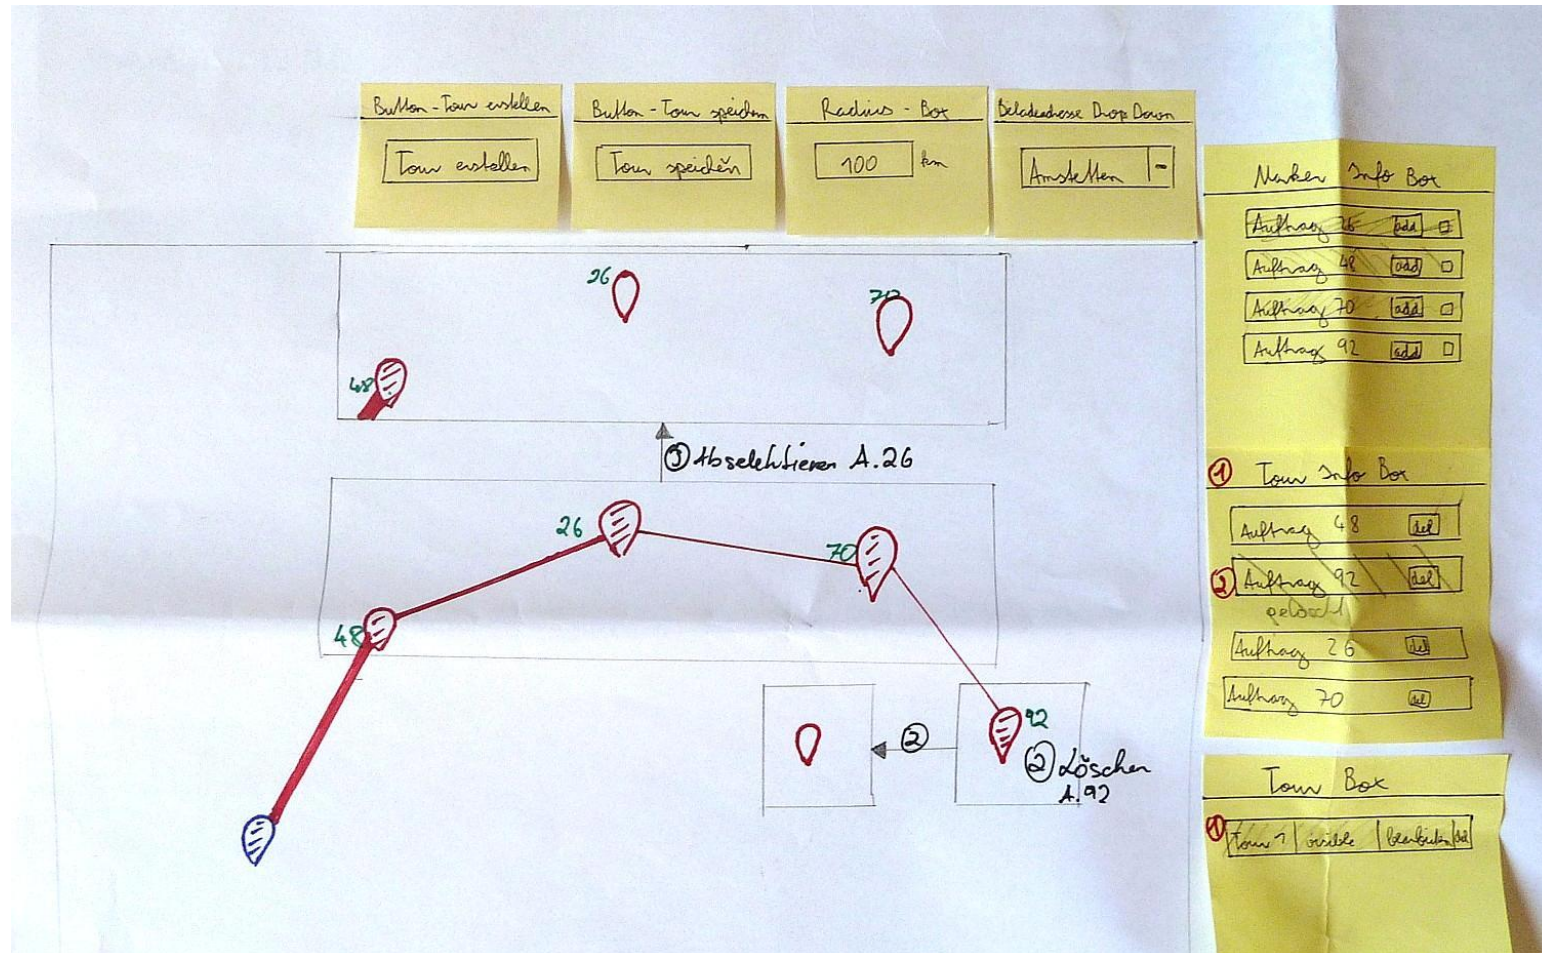 Button - Tour erstellen
Tour erstellen
Button - Tour speichern
Tour speichern
Radius - Box
100 km
Beladeadresse Drop Down
Amstetten -
Marker Info Box
Auftrag 26 add
Auftrag 48 add
Auftrag 70 add
Auftrag 92 add
26
70
48
③ Abselektieren A.26
26
70
48
92
②
② Löschen
A.92
① Tour Info Box
Auftrag 48 del
② Auftrag 92 del
gelöscht
Auftrag 26 del
Auftrag 70 del
Tour Box
① Tour 1 visible bearbeiten del